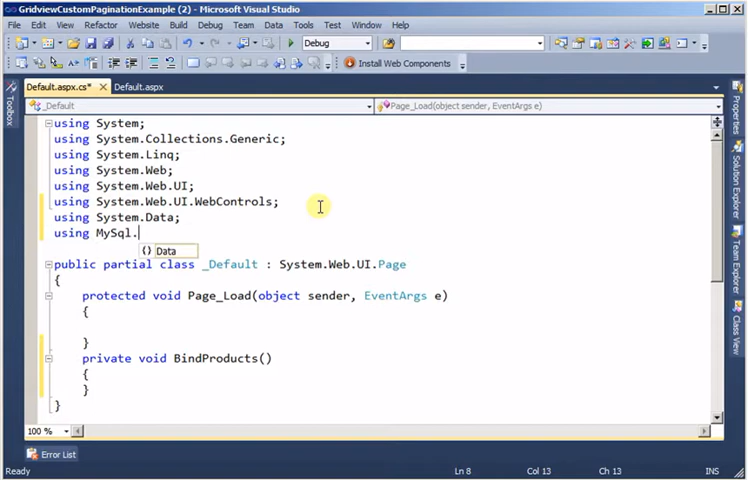 GridviewCustomPaginationExample (2) - Microsoft Visual Studio
File Edit View Refactor Website Build Debug Team Data Tools Test Window Help
Debug
Install Web Components
Default.aspx.cs* Default.aspx
_Default Page_Load(object sender, EventArgs e)
Toolbox
using System;
using System.Collections.Generic;
using System.Linq;
using System.Web;
using System.Web.UI;
using System.Web.UI.WebControls;
using System.Data;
using MySql.
{} Data
public partial class _Default : System.Web.UI.Page
{
protected void Page_Load(object sender, EventArgs e)
{
}
private void BindProducts()
{
}
}
Properties
Team Explorer
Class View
100 %
Error List
Ready Ln 8 Col 13 Ch 13 INS